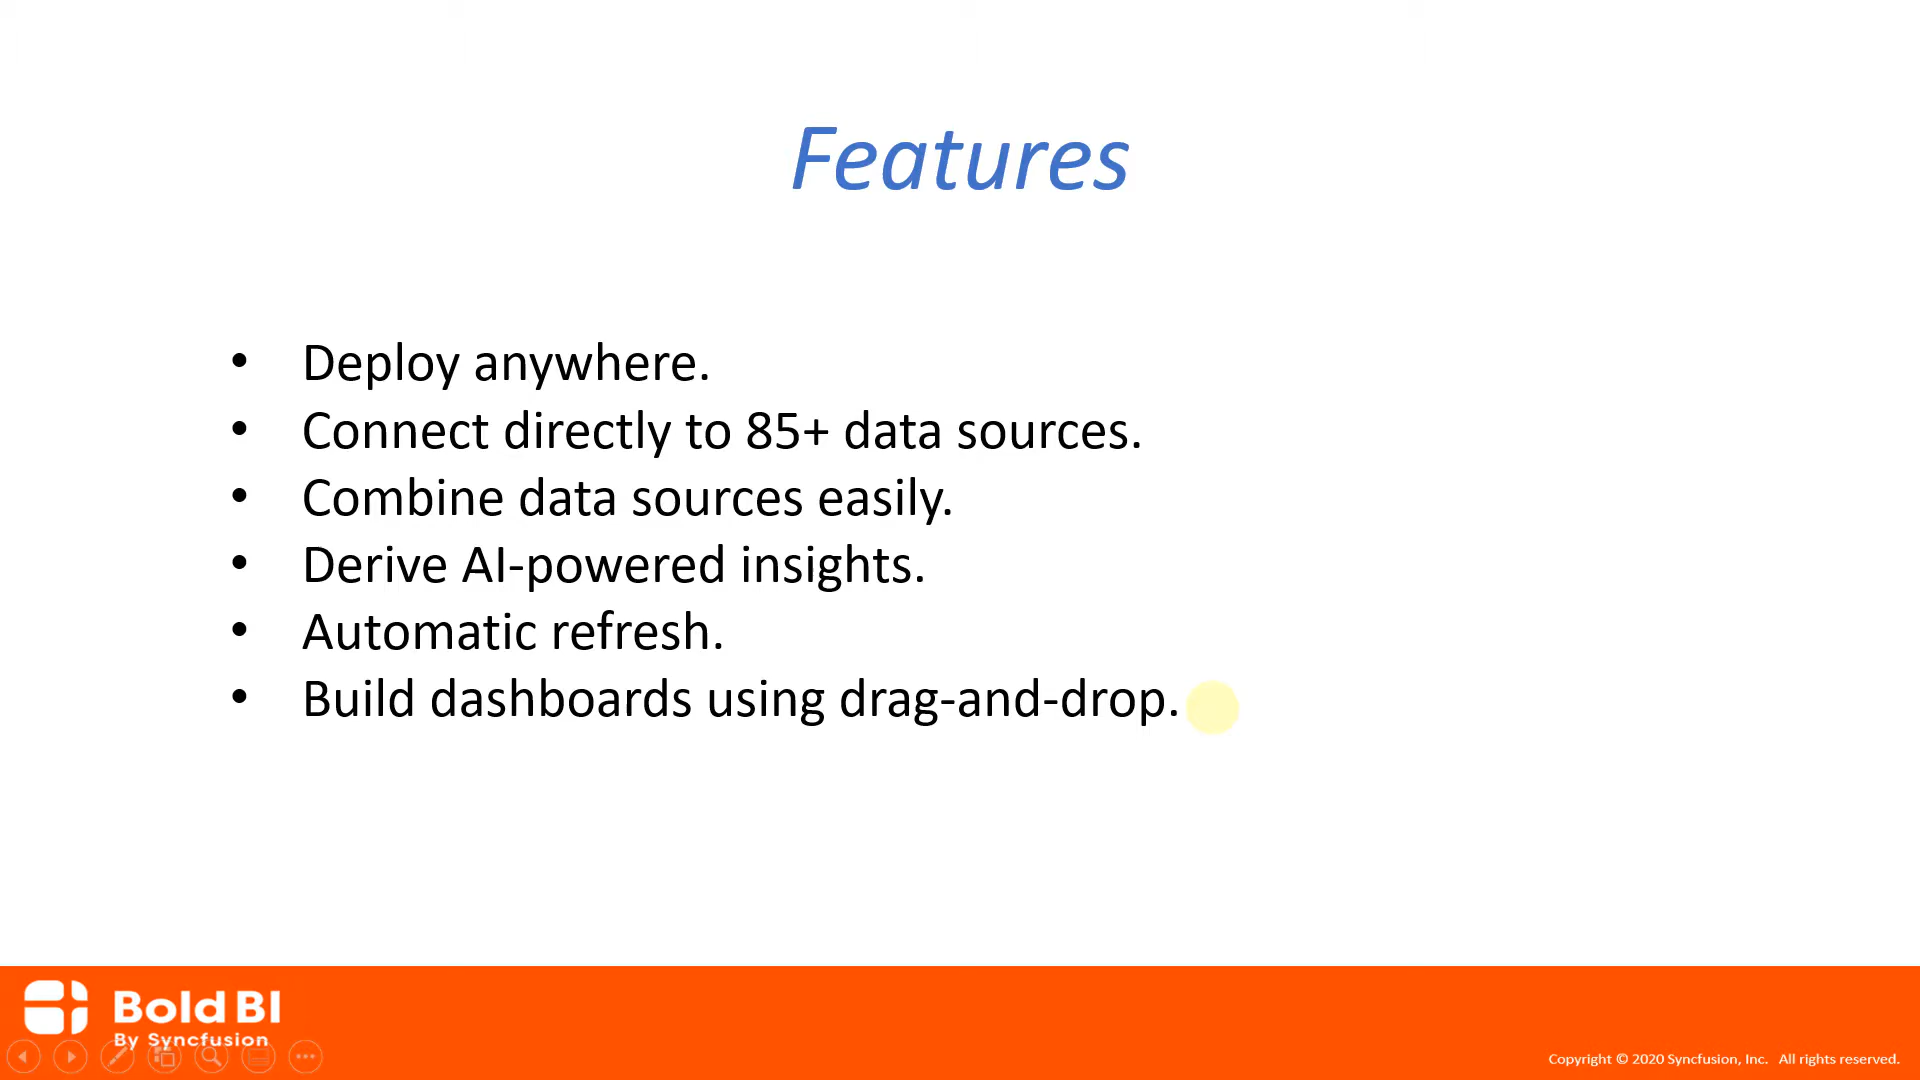 Features
• Deploy anywhere.
• Connect directly to 85+ data sources.
• Combine data sources easily.
• Derive AI-powered insights.
• Automatic refresh.
• Build dashboards using drag-and-drop.
Bold BI
By Syncfusion
Copyright © 2020 Syncfusion, Inc. All rights reserved.